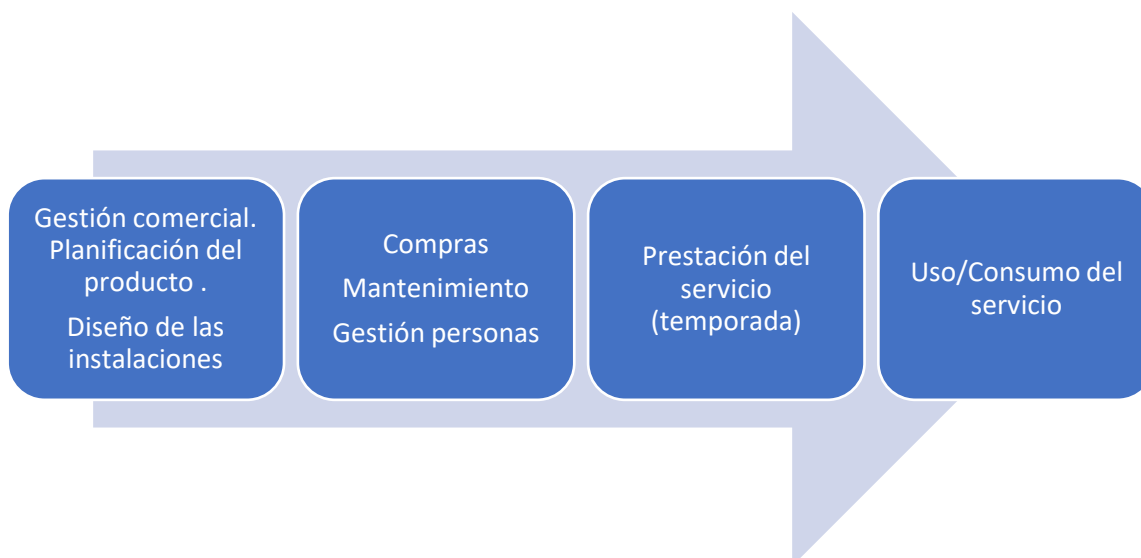 Gestión comercial.
Planificación del
producto .
Diseño de las
instalaciones
Compras
Mantenimiento
Gestión personas
Prestación del
servicio
(temporada)
Uso/Consumo del
servicio